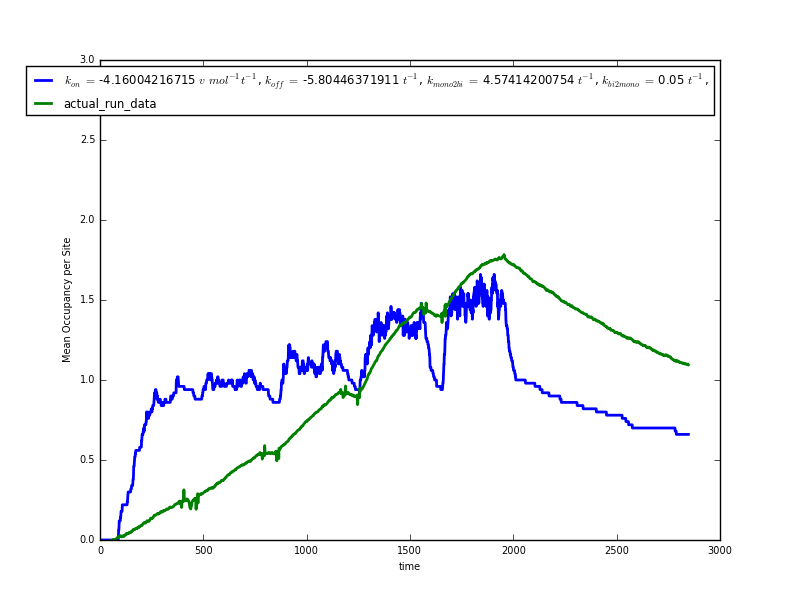 3.0
k_on = -4.16004216715 v mol^−1 t^−1, k_off = -5.80446371911 t^−1, k_mono2bi = 4.57414200754 t^−1, k_bi2mono = 0.05 t^−1,
actual_run_data
2.5
2.0
1.5
1.0
0.5
0.0
Mean Occupancy per Site
0 500 1000 1500 2000 2500 3000
time